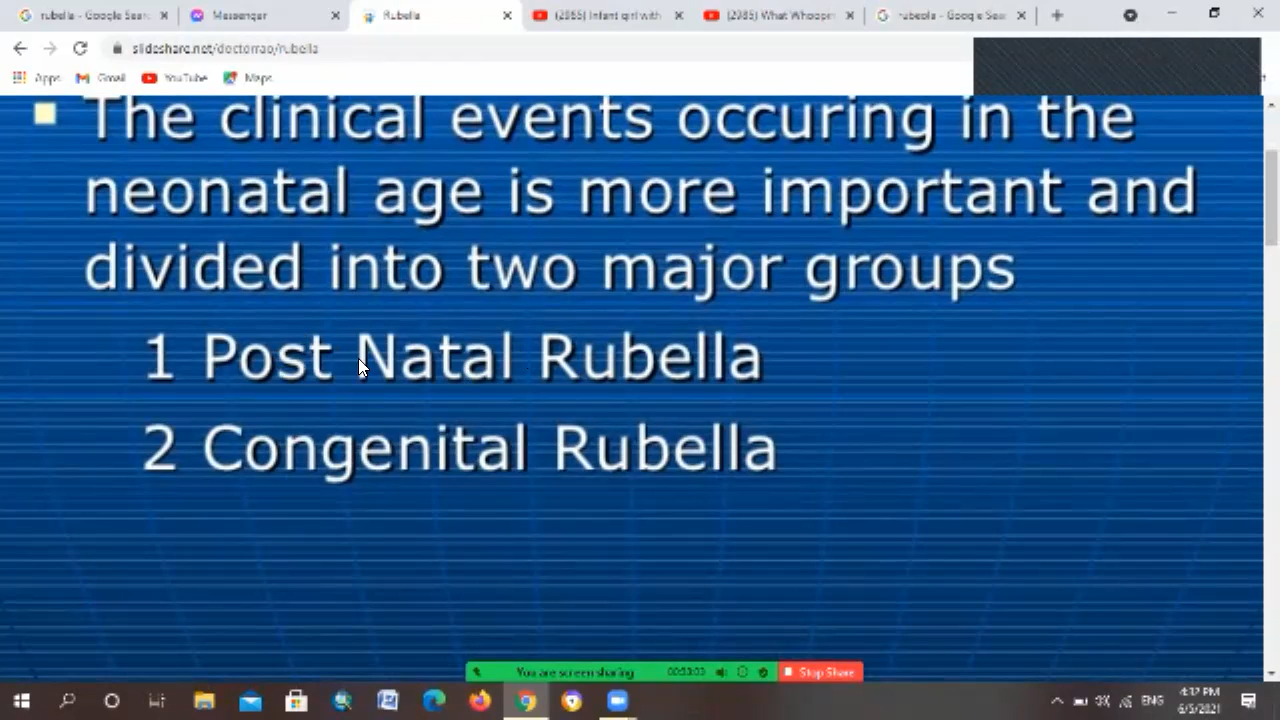 rubella - Google Sear
Messenger
Rubella
(2985) Infant girl with
(2985) What Whoopin
rubeola - Google Sear
slideshare.net/doctorrao/rubella
Apps Gmail YouTube Maps
The clinical events occuring in the
neonatal age is more important and
divided into two major groups
1 Post Natal Rubella
2 Congenital Rubella
You are screen sharing
Stop Share
ENG
4:37 PM
6/5/2021